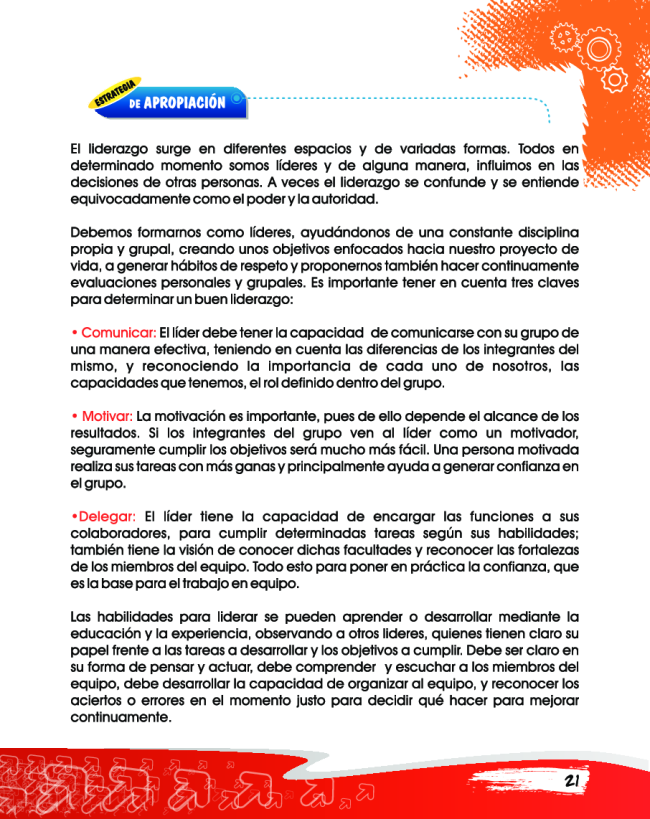 ESTRATEGIA
DE APROPIACIÓN
El liderazgo surge en diferentes espacios y de variadas formas. Todos en
determinado momento somos líderes y de alguna manera, influimos en las
decisiones de otras personas. A veces el liderazgo se confunde y se entiende
equivocadamente como el poder y la autoridad.
Debemos formarnos como líderes, ayudándonos de una constante disciplina
propia y grupal, creando unos objetivos enfocados hacia nuestro proyecto de
vida, a generar hábitos de respeto y proponernos también hacer continuamente
evaluaciones personales y grupales. Es importante tener en cuenta tres claves
para determinar un buen liderazgo:
• Comunicar: El líder debe tener la capacidad de comunicarse con su grupo de
una manera efectiva, teniendo en cuenta las diferencias de los integrantes del
mismo, y reconociendo la importancia de cada uno de nosotros, las
capacidades que tenemos, el rol definido dentro del grupo.
• Motivar: La motivación es importante, pues de ello depende el alcance de los
resultados. Si los integrantes del grupo ven al líder como un motivador,
seguramente cumplir los objetivos será mucho más fácil. Una persona motivada
realiza sus tareas con más ganas y principalmente ayuda a generar confianza en
el grupo.
•Delegar: El líder tiene la capacidad de encargar las funciones a sus
colaboradores, para cumplir determinadas tareas según sus habilidades;
también tiene la visión de conocer dichas facultades y reconocer las fortalezas
de los miembros del equipo. Todo esto para poner en práctica la confianza, que
es la base para el trabajo en equipo.
Las habilidades para liderar se pueden aprender o desarrollar mediante la
educación y la experiencia, observando a otros lideres, quienes tienen claro su
papel frente a las tareas a desarrollar y los objetivos a cumplir. Debe ser claro en
su forma de pensar y actuar, debe comprender y escuchar a los miembros del
equipo, debe desarrollar la capacidad de organizar al equipo, y reconocer los
aciertos o errores en el momento justo para decidir qué hacer para mejorar
continuamente.
21